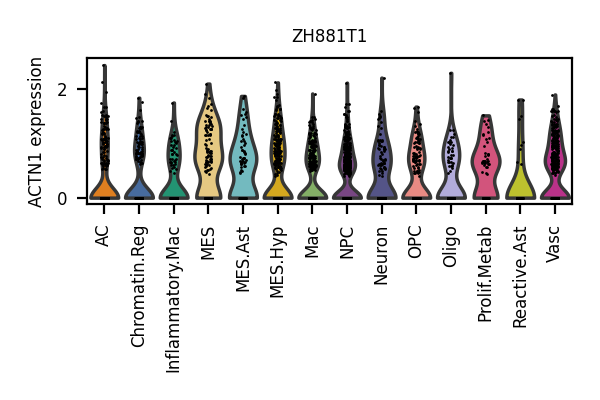 ZH881T1
ACTN1 expression
2
0
AC
Chromatin.Reg
Inflammatory.Mac
MES
MES.Ast
MES.Hyp
Mac
NPC
Neuron
OPC
Oligo
Prolif.Metab
Reactive.Ast
Vasc